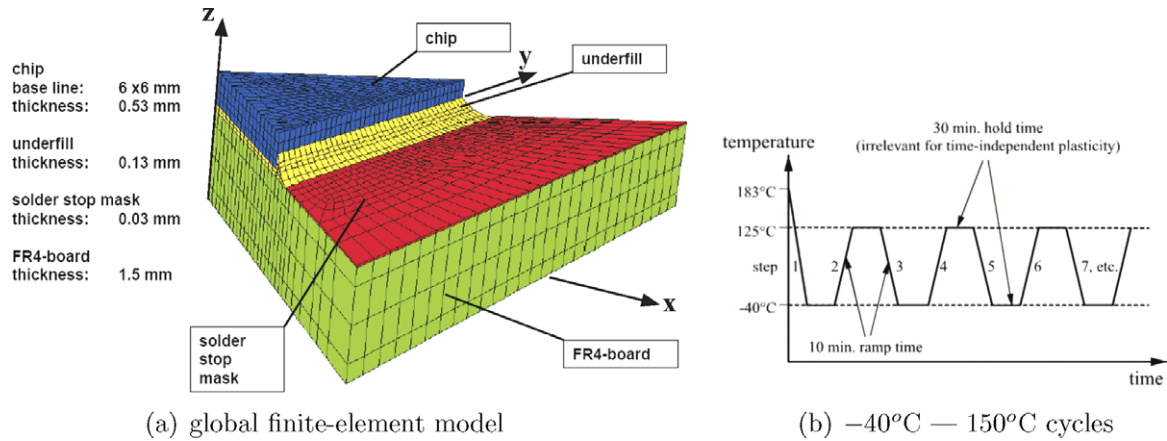 z
chip
base line: 6 x6 mm
thickness: 0.53 mm
underfill
thickness: 0.13 mm
solder stop mask
thickness: 0.03 mm
FR4-board
thickness: 1.5 mm
chip
y
underfill
x
solder
stop
mask
FR4-board
(a) global finite-element model
30 min. hold time
(irrelevant for time-independent plasticity)
temperature
183°C
125°C
step 1 2 3 4 5 6 7, etc.
-40°C
10 min. ramp time
time
(b) −40°C — 150°C cycles